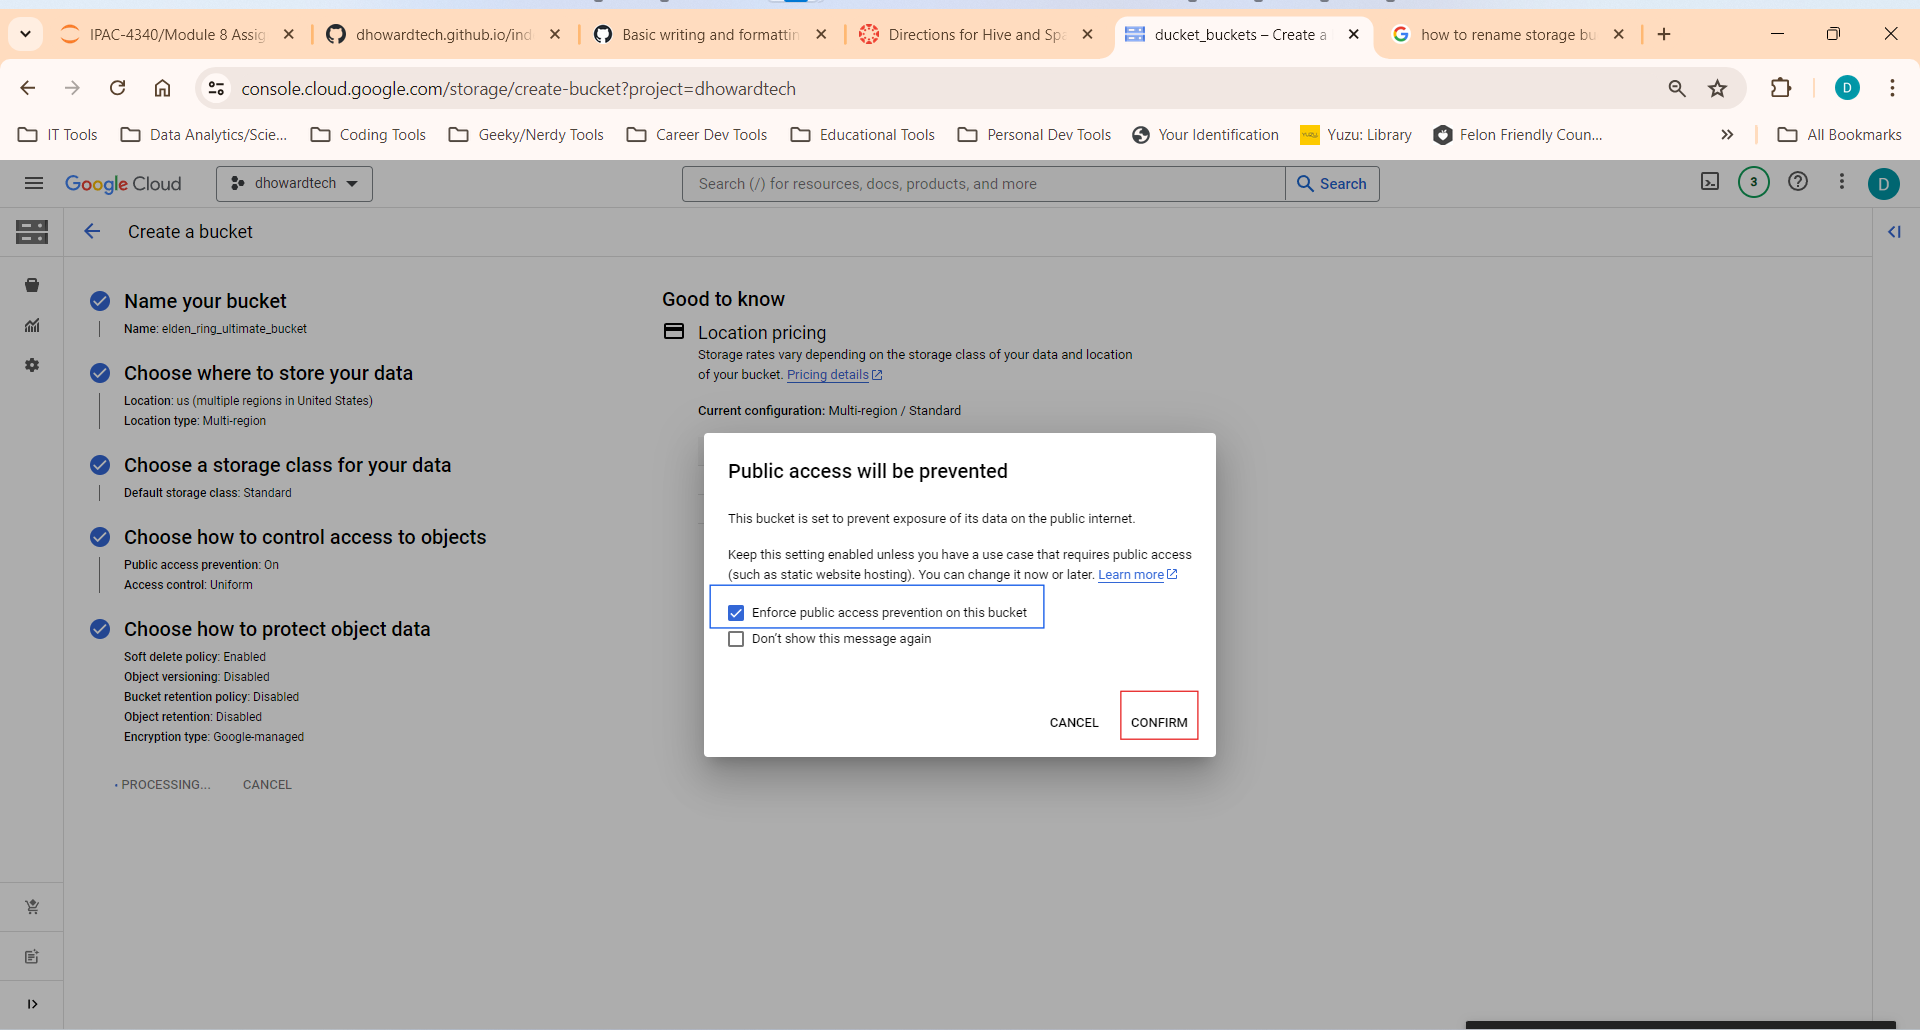 IPAC-4340/Module 8 Assig
dhowardtech.github.io/ind
Basic writing and formattin
Directions for Hive and Spa
ducket_buckets – Create a
how to rename storage bu
console.cloud.google.com/storage/create-bucket?project=dhowardtech
D
IT Tools
Data Analytics/Scie...
Coding Tools
Geeky/Nerdy Tools
Career Dev Tools
Educational Tools
Personal Dev Tools
Your Identification
Yuzu: Library
Felon Friendly Coun...
All Bookmarks
Google Cloud
dhowardtech
Search (/) for resources, docs, products, and more
Search
3
D
Create a bucket
Name your bucket
Name: elden_ring_ultimate_bucket
Choose where to store your data
Location: us (multiple regions in United States)
Location type: Multi-region
Choose a storage class for your data
Default storage class: Standard
Choose how to control access to objects
Public access prevention: On
Access control: Uniform
Choose how to protect object data
Soft delete policy: Enabled
Object versioning: Disabled
Bucket retention policy: Disabled
Object retention: Disabled
Encryption type: Google-managed
PROCESSING...
CANCEL
Good to know
Location pricing
Storage rates vary depending on the storage class of your data and location
of your bucket. Pricing details
Current configuration: Multi-region / Standard
Public access will be prevented
This bucket is set to prevent exposure of its data on the public internet.
Keep this setting enabled unless you have a use case that requires public access
(such as static website hosting). You can change it now or later. Learn more
Enforce public access prevention on this bucket
Don't show this message again
CANCEL
CONFIRM